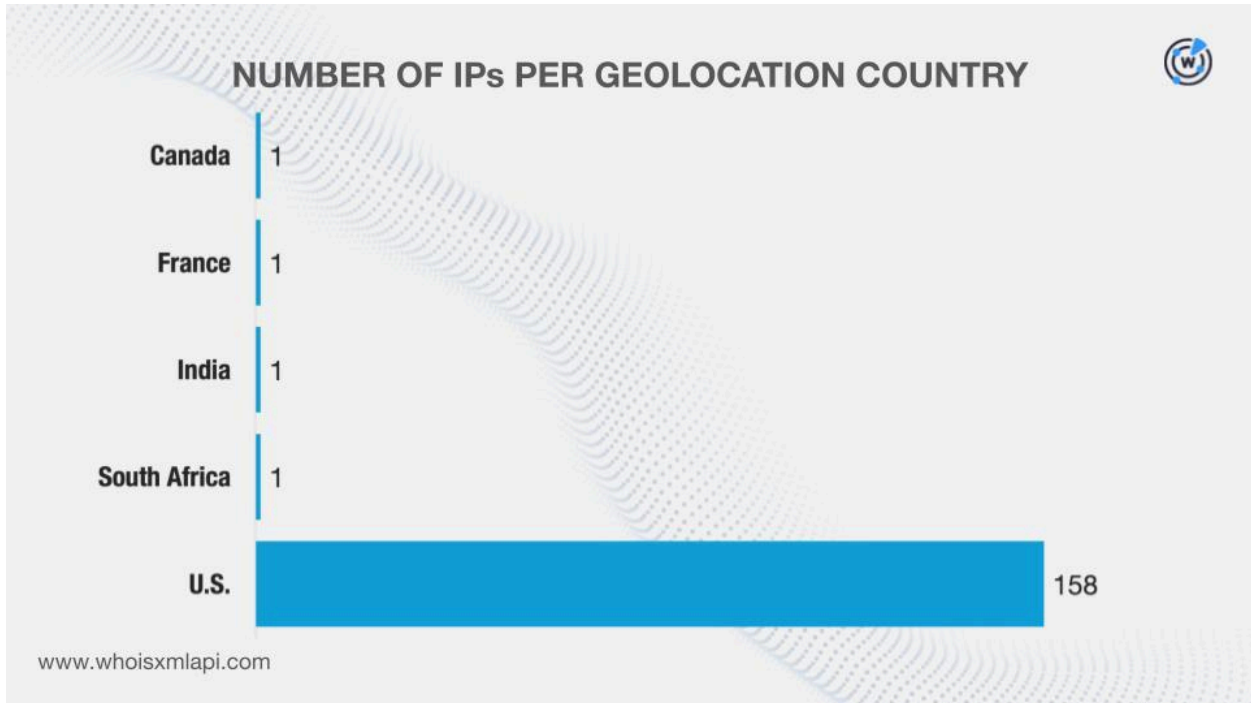 NUMBER OF IPs PER GEOLOCATION COUNTRY
W
Canada 1
France 1
India 1
South Africa 1
U.S. 158
www.whoisxmlapi.com